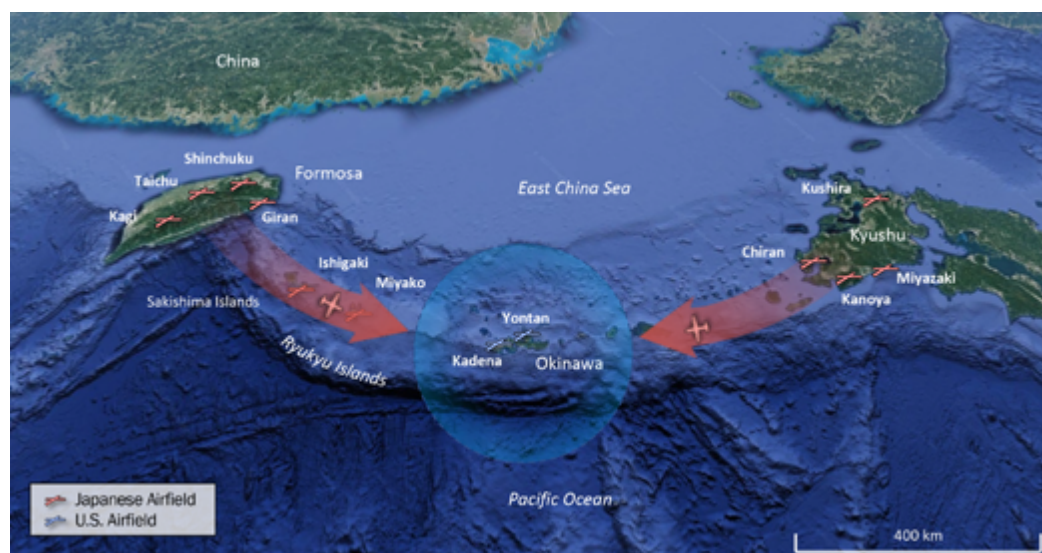 China
Shinchuku
Formosa
Taichu
Kagi
Giran
East China Sea
Kushira
Kyushu
Chiran
Miyazaki
Kanoya
Ishigaki
Miyako
Sakishima Islands
Ryukyu Islands
Yontan
Kadena
Okinawa
Pacific Ocean
Japanese Airfield
U.S. Airfield
400 km